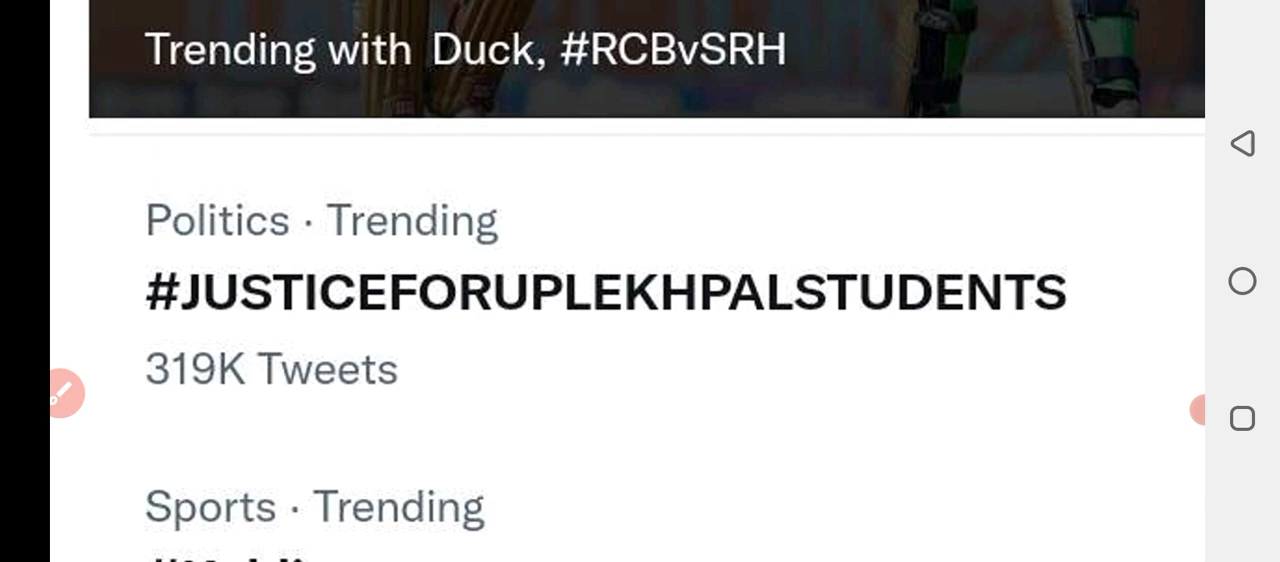 Trending with Duck, #RCBvSRH
Politics · Trending
#JUSTICEFORUPLEKHPALSTUDENTS
319K Tweets
Sports · Trending